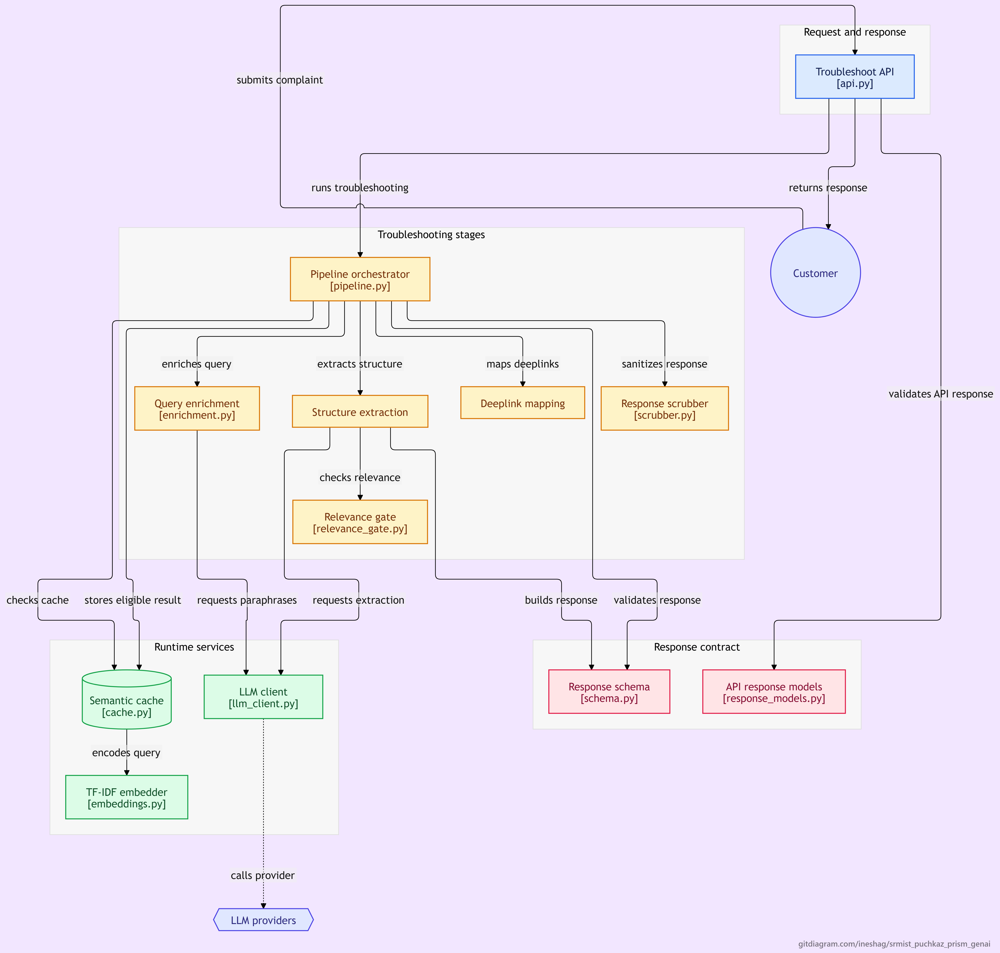 Request and response
Troubleshoot API
[api.py]
submits complaint
runs troubleshooting
returns response
Troubleshooting stages
Pipeline orchestrator
[pipeline.py]
Customer
enriches query
extracts structure
maps deeplinks
sanitizes response
validates API response
Query enrichment
[enrichment.py]
Structure extraction
Deeplink mapping
Response scrubber
[scrubber.py]
checks relevance
Relevance gate
[relevance_gate.py]
checks cache
stores eligible result
requests paraphrases
requests extraction
builds response
validates response
Runtime services
Response contract
Semantic cache
[cache.py]
LLM client
[llm_client.py]
Response schema
[schema.py]
API response models
[response_models.py]
encodes query
TF-IDF embedder
[embeddings.py]
calls provider
LLM providers
gitdiagram.com/ineshag/srmist_puchkaz_prism_genai